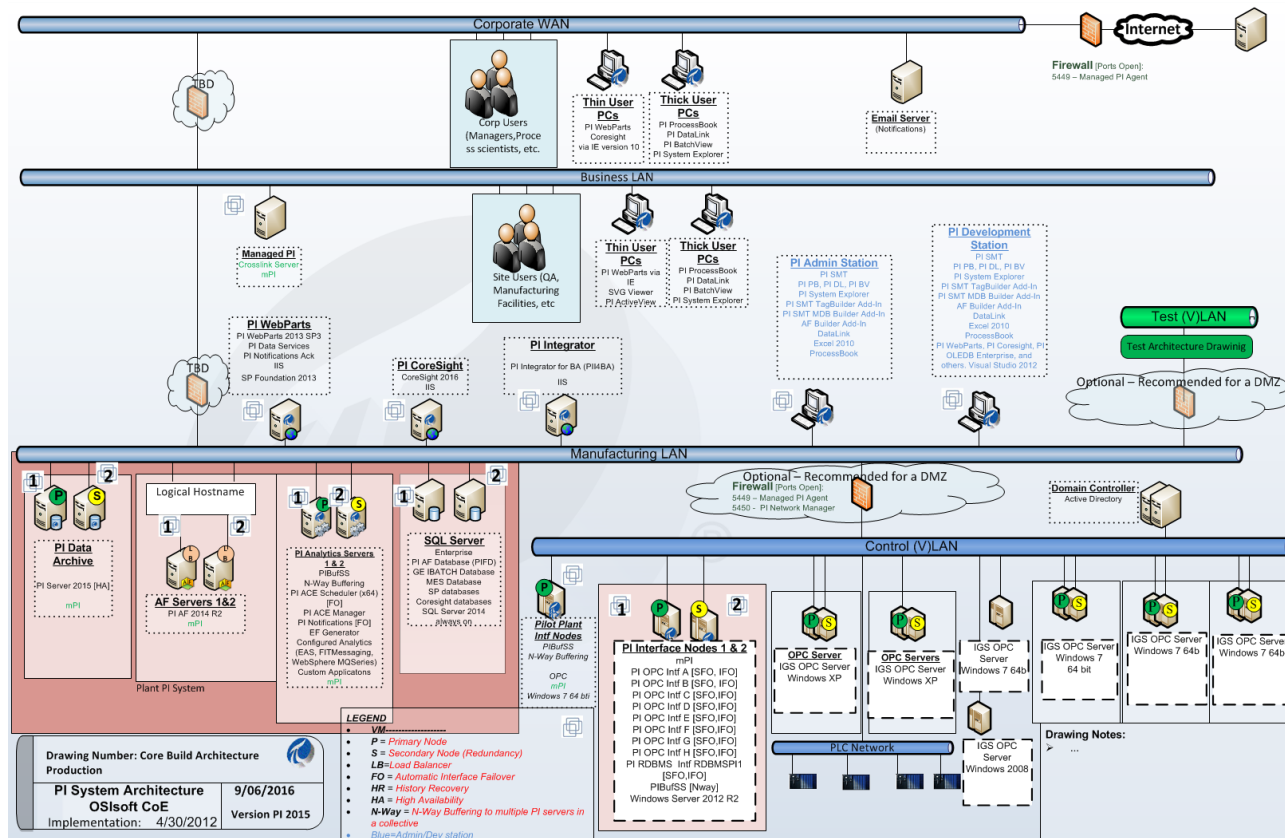 Corporate WAN
Internet
Firewall [Ports Open]:
5449 – Managed PI Agent
TBD
Corp Users
(Managers,Proce
ss scientists, etc.
Thin User
PCs
PI WebParts
Coresight
via IE version 10
Thick User
PCs
PI ProcessBook
PI DataLink
PI BatchView
PI System Explorer
Email Server
(Notifications)
Business LAN
Managed PI
Crosslink Server
mPI
Site Users (QA,
Manufacturing
Facilities, etc
Thin User
PCs
PI WebParts via
IE
SVG Viewer
PI ActiveView
Thick User
PCs
PI ProcessBook
PI DataLink
PI BatchView
PI System Explorer
PI Admin Station
PI SMT
PI PB, PI DL, PI BV
PI System Explorer
PI SMT TagBuilder Add-In
PI SMT MDB Builder Add-In
AF Builder Add-In
DataLink
Excel 2010
ProcessBook
PI Development
Station
PI SMT
PI PB, PI DL, PI BV
PI System Explorer
PI SMT TagBuilder Add-In
PI SMT MDB Builder Add-In
AF Builder Add-In
DataLink
Excel 2010
ProcessBook
PI WebParts, PI Coresight, PI
OLEDB Enterprise, and
others. Visual Studio 2012
Test (V)LAN
Test Architecture Drawinig
Optional – Recommended for a DMZ
TBD
PI WebParts
PI WebParts 2013 SP3
PI Data Services
PI Notifications Ack
IIS
SP Foundation 2013
PI CoreSight
CoreSight 2016
IIS
PI Integrator
PI Integrator for BA (PII4BA)
IIS
Manufacturing LAN
1
P
2
S
PI Data
Archive
PI Server 2015 [HA]
mPI
Logical Hostname
1
2
L
B
L
B
AF Servers 1&2
PI AF 2014 R2
mPI
Plant PI System
1
P
2
S
PI Analytics Servers
1 & 2
PIBufSS
N-Way Buffering
PI ACE Scheduler (x64)
[FO]
PI ACE Manager
PI Notifications [FO]
EF Generator
Configured Analytics
(EAS, FITMessaging,
WebSphere MQSeries)
Custom Applicatons
mPI
1
2
SQL Server
Enterprise
PI AF Database (PIFD)
GE IBATCH Database
MES Database
SP databases
Coresight databases
SQL Server 2014
always on
Optional – Recommended for a DMZ
Firewall [Ports Open]:
5449 – Managed PI Agent
5450 - PI Network Manager
Domain Controller
Active Directory
Control (V)LAN
P
Pilot Plant
Intf Nodes
PIBufSS
N-Way Buffering
OPC
mPI
Windows 7 64 bti
1
P
S
2
PI Interface Nodes 1 & 2
mPI
PI OPC Intf A [SFO, IFO]
PI OPC Intf B [SFO,IFO]
PI OPC Intf C [SFO,IFO]
PI OPC Intf D [SFO,IFO]
PI OPC Intf E [SFO,IFO]
PI OPC Intf F [SFO,IFO]
PI OPC Intf G [SFO,IFO]
PI OPC Intf H [SFO,IFO]
PI RDBMS Intf RDBMSPI1
[SFO,IFO]
PIBufSS [Nway]
Windows Server 2012 R2
P
S
OPC Server
IGS OPC Server
Windows XP
P
S
OPC Servers
IGS OPC Server
Windows XP
IGS OPC
Server
Windows 7 64b
P
S
IGS OPC Server
Windows 7
64 bit
P
S
IGS OPC Server
Windows 7 64b
P
S
IGS OPC Server
Windows 7 64b
PLC Network
IGS OPC
Server
Windows 2008
Drawing Notes:
...
LEGEND
VM-------------------
P = Primary Node
S = Secondary Node (Redundancy)
LB=Load Balancer
FO = Automatic Interface Failover
HR = History Recovery
HA = High Availability
N-Way = N-Way Buffering to multiple PI servers in
a collective
Blue=Admin/Dev station
Drawing Number: Core Build Architecture
Production
PI System Architecture
OSIsoft CoE
Implementation: 4/30/2012
9/06/2016
Version PI 2015